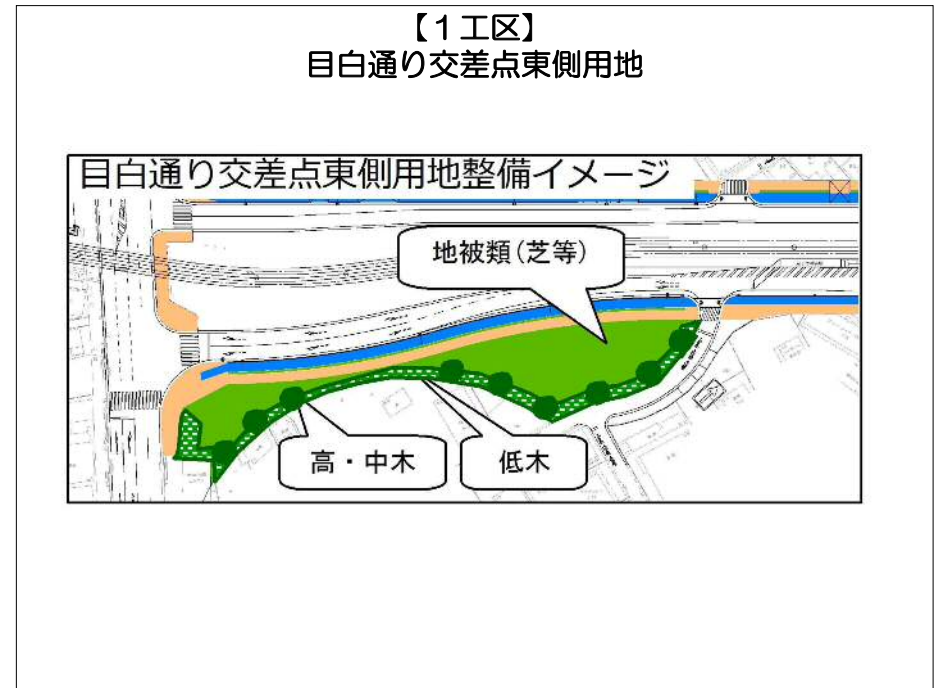 【１工区】
目白通り交差点東側用地
目白通り交差点東側用地整備イメージ
地被類(芝等)
高・中木
低木